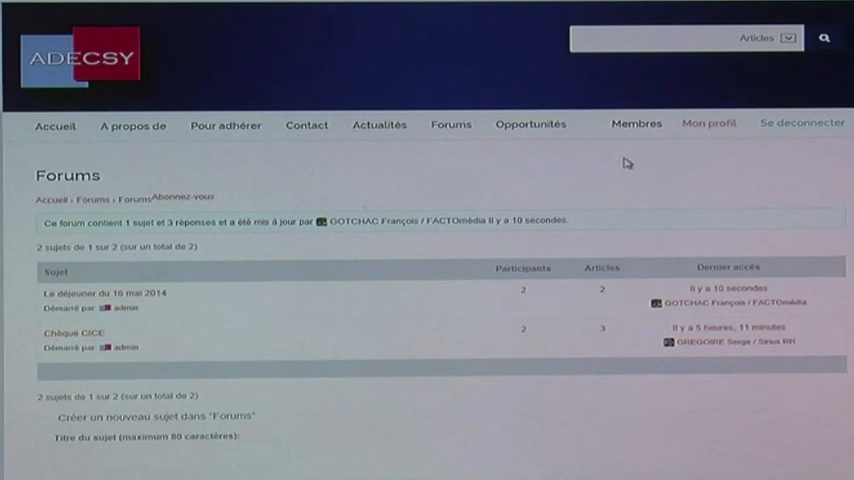 ADECSY
Articles
Accueil A propos de Pour adhérer Contact Actualités Forums Opportunités Membres Mon profil Se deconnecter
Forums
Accueil › Forums › Forums Abonnez-vous
Ce forum contient 1 sujet et 3 réponses et a été mis à jour par GOTCHAC François / FACTOmédia Il y a 10 secondes.
2 sujets de 1 sur 2 (sur un total de 2)
Sujet Participants Articles Dernier accès
Le déjeuner du 16 mai 2014 2 2 Il y a 10 secondes
Démarré par: admin GOTCHAC François / FACTOmédia
Chèque CICE 2 3 Il y a 5 heures, 11 minutes
Démarré par: admin GREGOIRE Serge / Sirius RH
2 sujets de 1 sur 2 (sur un total de 2)
Créer un nouveau sujet dans "Forums"
Titre du sujet (maximum 80 caractères):